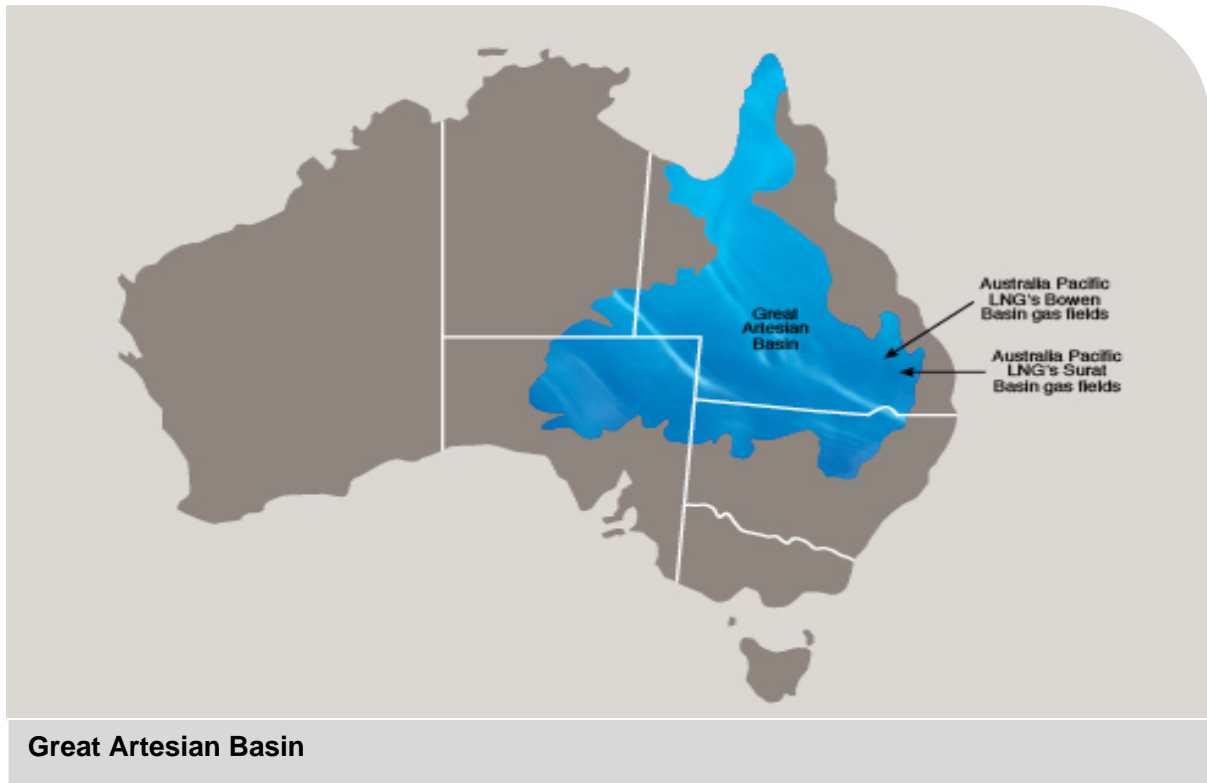 Great
Artesian
Basin
Australia Pacific
LNG's Bowen
Basin gas fields
Australia Pacific
LNG's Surat
Basin gas fields
Great Artesian Basin